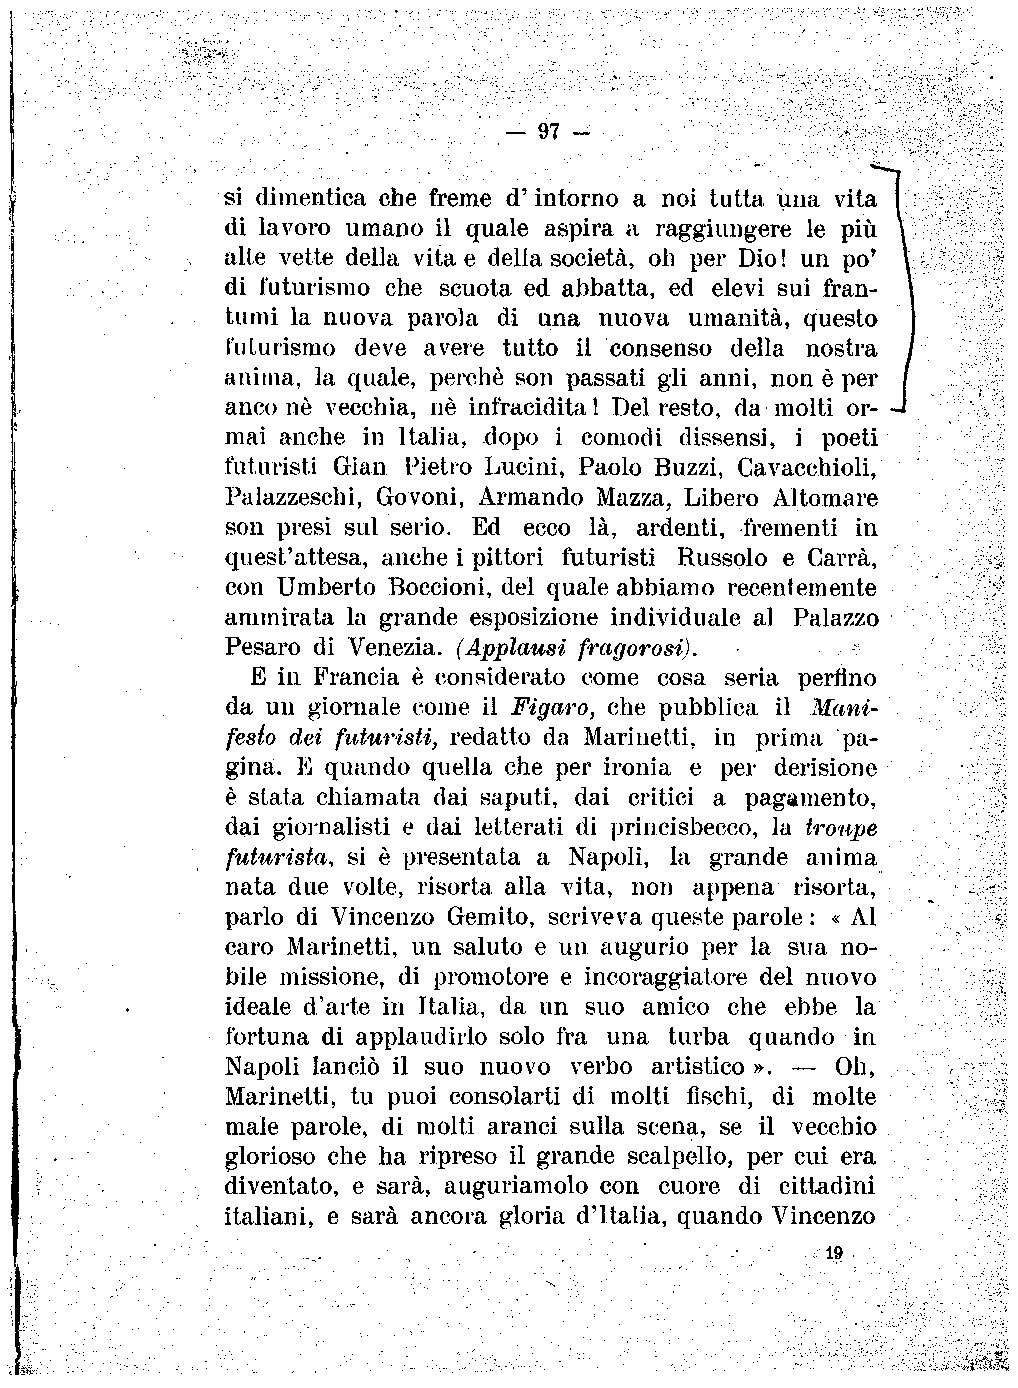 — 97 —
si dimentica che freme d' intorno a noi tutta una vita
di lavoro umano il quale aspira a raggiungere le più
alte vette della vita e della società, oh per Dio! un po'
di futurismo che scuota ed abbatta, ed elevi sui fran-
tumi la nuova parola di una nuova umanità, questo
futurismo deve avere tutto il consenso della nostra
anima, la quale, perchè son passati gli anni, non è per
anco nè vecchia, nè infracidita! Del resto, da molti or-
mai anche in Italia, dopo i comodi dissensi, i poeti
futuristi Gian Pietro Lucini, Paolo Buzzi, Cavacchioli,
Palazzeschi, Govoni, Armando Mazza, Libero Altomare
son presi sul serio. Ed ecco là, ardenti, frementi in
quest'attesa, anche i pittori futuristi Russolo e Carrà,
con Umberto Boccioni, del quale abbiamo recentemente
ammirata la grande esposizione individuale al Palazzo
Pesaro di Venezia. (Applausi fragorosi).
E in Francia è considerato come cosa seria perfino
da un giornale come il Figaro, che pubblica il Mani-
festo dei futuristi, redatto da Marinetti, in prima pa-
gina. E quando quella che per ironia e per derisione
è stata chiamata dai saputi, dai critici a pagamento,
dai giornalisti e dai letterati di princisbecco, la troupe
futurista, si è presentata a Napoli, la grande anima
nata due volte, risorta alla vita, non appena risorta,
parlo di Vincenzo Gemito, scriveva queste parole : « Al
caro Marinetti, un saluto e un augurio per la sua no-
bile missione, di promotore e incoraggiatore del nuovo
ideale d'arte in Italia, da un suo amico che ebbe la
fortuna di applaudirlo solo fra una turba quando in
Napoli lanciò il suo nuovo verbo artistico ». — Oh,
Marinetti, tu puoi consolarti di molti fischi, di molte
male parole, di molti aranci sulla scena, se il vecchio
glorioso che ha ripreso il grande scalpello, per cui era
diventato, e sarà, auguriamolo con cuore di cittadini
italiani, e sarà ancora gloria d'Italia, quando Vincenzo
19